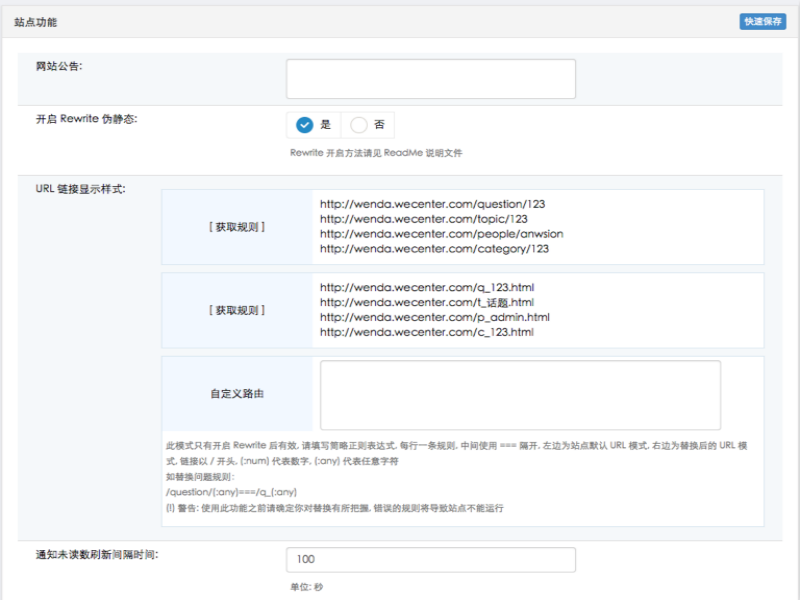 站点功能
快速保存
网站公告:
开启 Rewrite 伪静态:
是
否
Rewrite 开启方法请见 ReadMe 说明文件
URL 链接显示样式:
[ 获取规则 ]
http://wenda.wecenter.com/question/123
http://wenda.wecenter.com/topic/123
http://wenda.wecenter.com/people/anwsion
http://wenda.wecenter.com/category/123
[ 获取规则 ]
http://wenda.wecenter.com/q_123.html
http://wenda.wecenter.com/t_话题.html
http://wenda.wecenter.com/p_admin.html
http://wenda.wecenter.com/c_123.html
自定义路由
此模式只有开启 Rewrite 后有效, 请填写简略正则表达式, 每行一条规则, 中间使用 === 隔开, 左边为站点默认 URL 模式, 右边为替换后的 URL 模
式, 链接以 / 开头, (:num) 代表数字, (:any) 代表任意字符
如替换问题规则:
/question/(:any)===/q_(:any)
(!) 警告: 使用此功能之前请确定你对替换有所把握, 错误的规则将导致站点不能运行
通知未读数刷新间隔时间:
100
单位: 秒